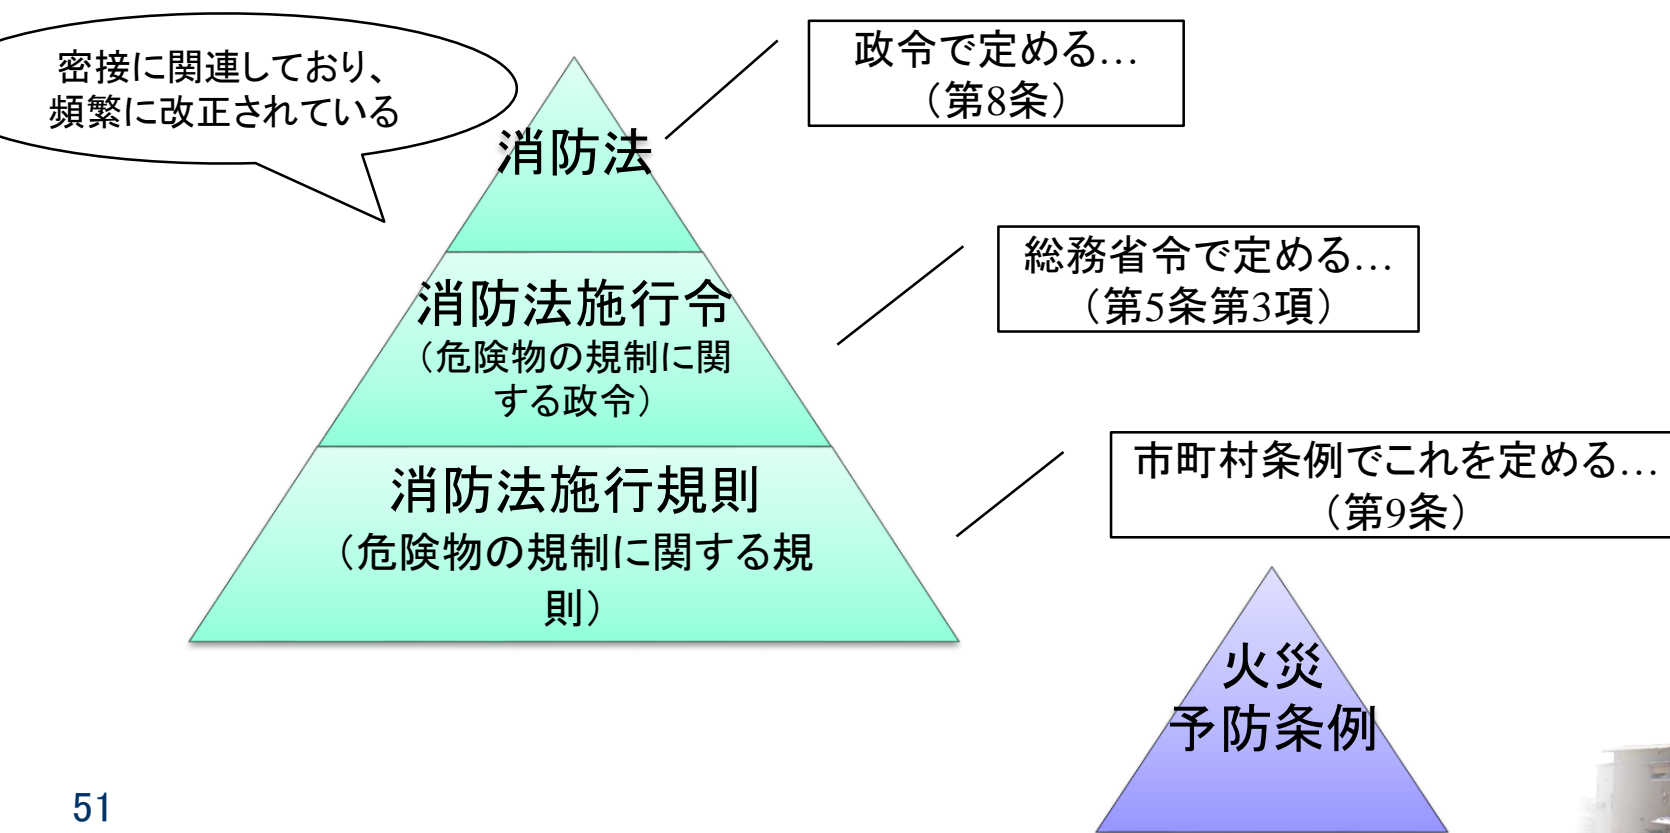 密接に関連しており、
頻繁に改正されている
政令で定める…
（第8条）
消防法
総務省令で定める…
（第5条第3項）
消防法施行令
（危険物の規制に関
する政令）
市町村条例でこれを定める…
（第9条）
消防法施行規則
（危険物の規制に関する規
則）
火災
予防条例
51